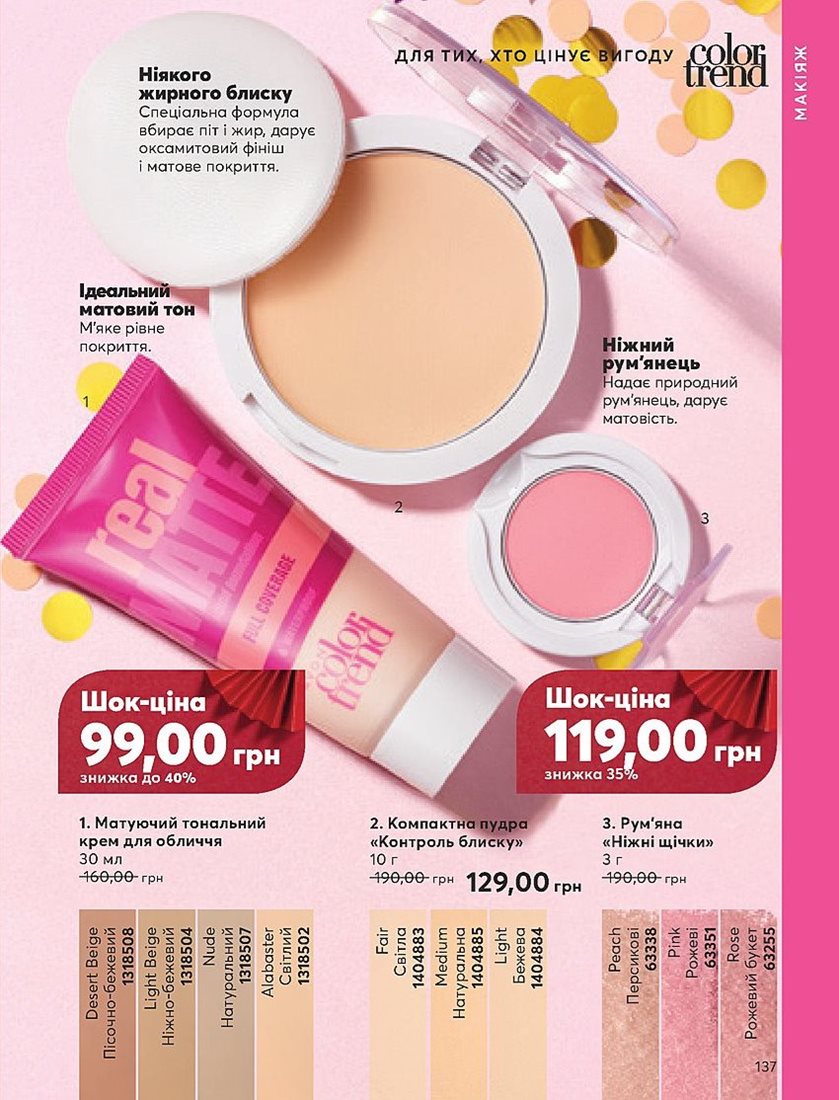 ДЛЯ ТИХ, ХТО ЦІНУЄ ВИГОДУ
color
trend
МАКІЯЖ
Ніякого
жирного блиску
Спеціальна формула
вбирає піт і жир, дарує
оксамитовий фініш
і матове покриття.
Ідеальний
матовий тон
М'яке рівне
покриття.
1
Ніжний
рум'янець
Надає природний
рум'янець, дарує
матовість.
2
3
real
MATTE
FULL COVERAGE
AVON
color
trend
Шок-ціна
99,00 грн
знижка до 40%
Шок-ціна
119,00 грн
знижка 35%
1. Матуючий тональний
крем для обличчя
30 мл
160,00 грн
2. Компактна пудра
«Контроль блиску»
10 г
190,00 грн 129,00 грн
3. Рум'яна
«Ніжні щічки»
3 г
190,00 грн
Desert Beige
Пісочно-бежевий
1318508
Light Beige
Ніжно-бежевий
1318504
Nude
Натуральний
1318507
Alabaster
Світлий
1318502
Fair
Світла
1404883
Medium
Натуральна
1404885
Light
Бежева
1404884
Peach
Персикові
63338
Pink
Рожеві
63351
Rose
Рожевий букет
63255
137